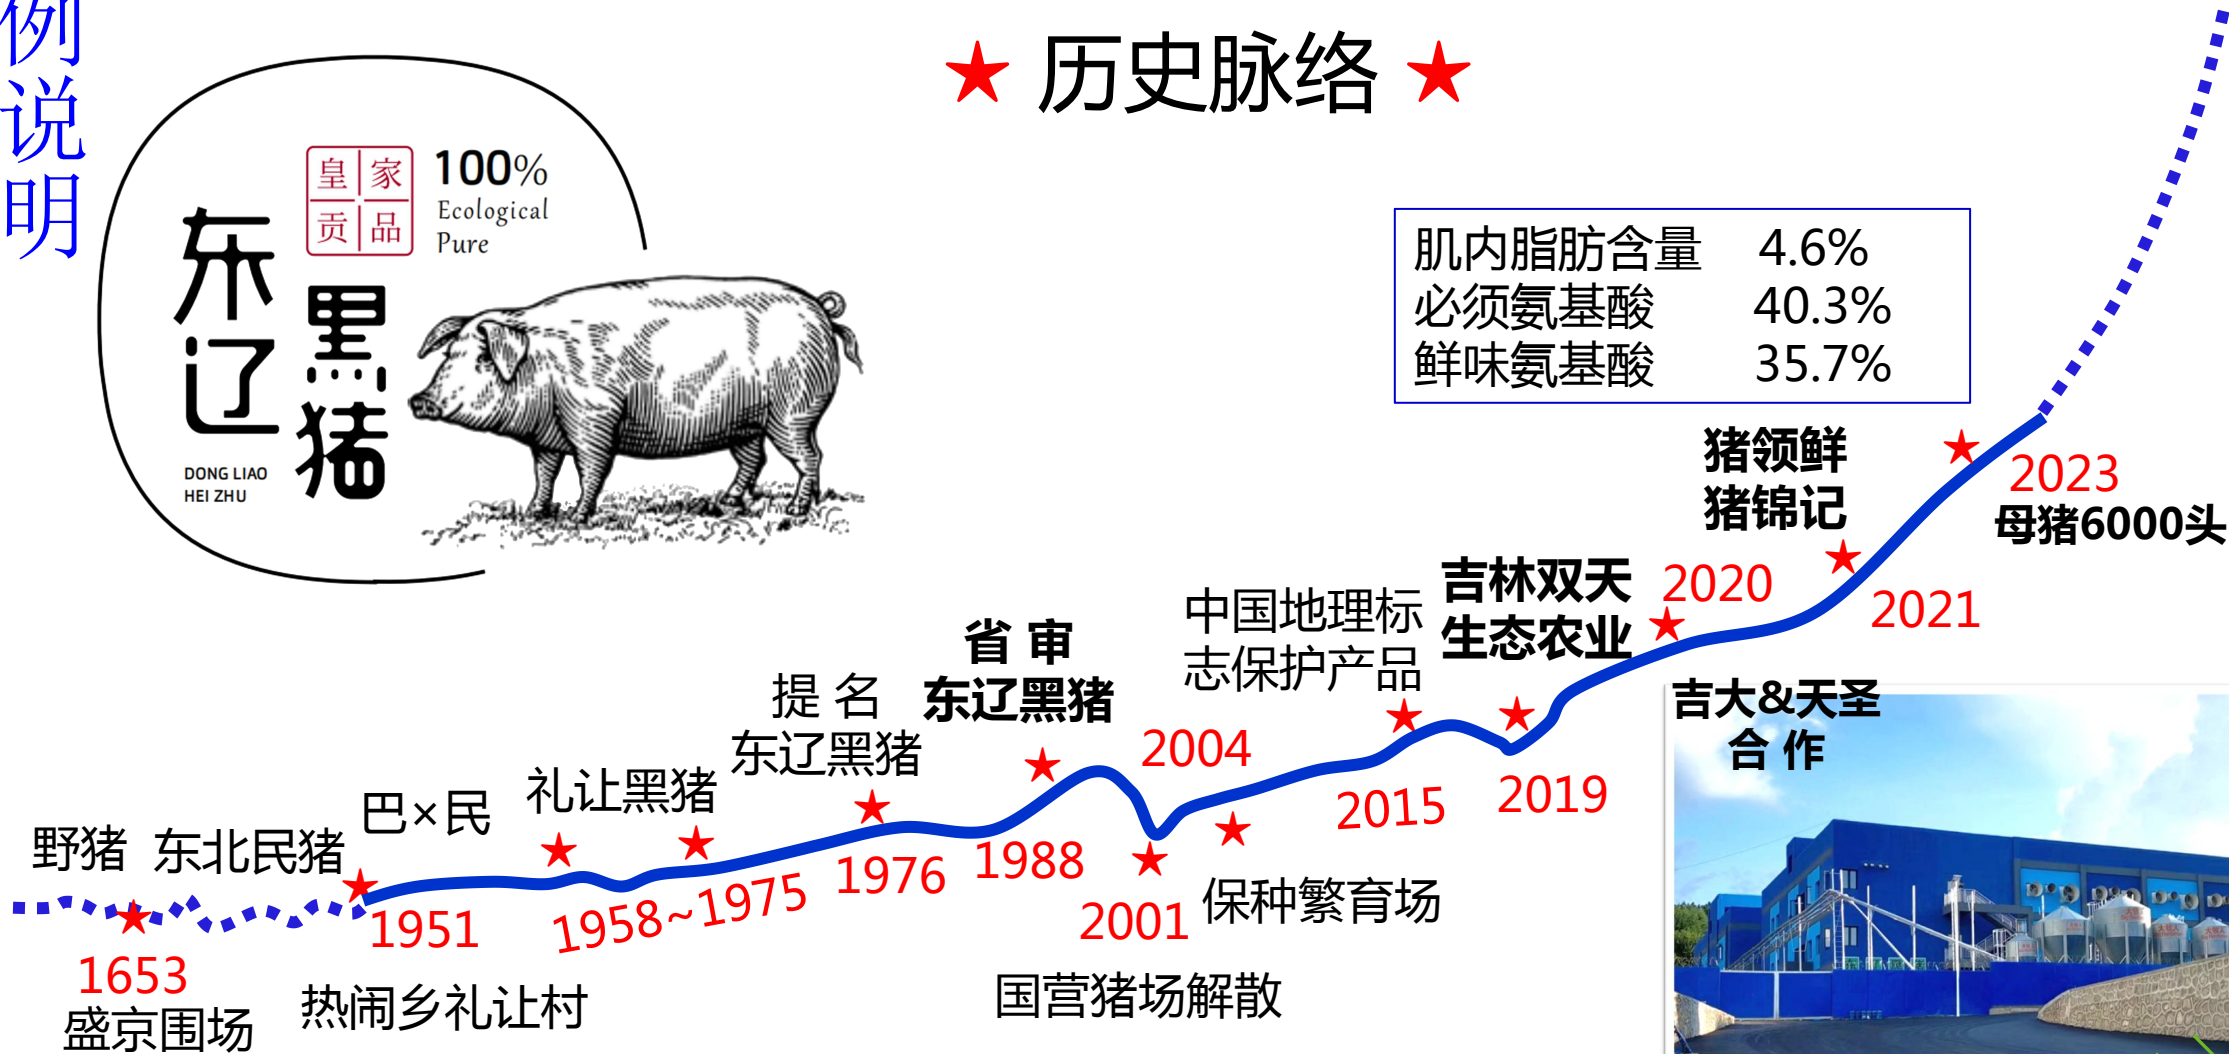 例说明
历史脉络
皇家
贡品
100%
Ecological
Pure
东辽
黑猪
DONG LIAO
HEI ZHU
肌内脂肪含量 4.6%
必须氨基酸 40.3%
鲜味氨基酸 35.7%
猪领鲜
猪锦记
2023
母猪6000头
2021
2020
吉林双天
生态农业
吉大&天圣
合 作
2019
中国地理标
志保护产品
2015
2004
保种繁育场
2001
国营猪场解散
省 审
东辽黑猪
1988
提 名
东辽黑猪
1976
礼让黑猪
1958~1975
巴×民
1951
热闹乡礼让村
野猪 东北民猪
1653
盛京围场